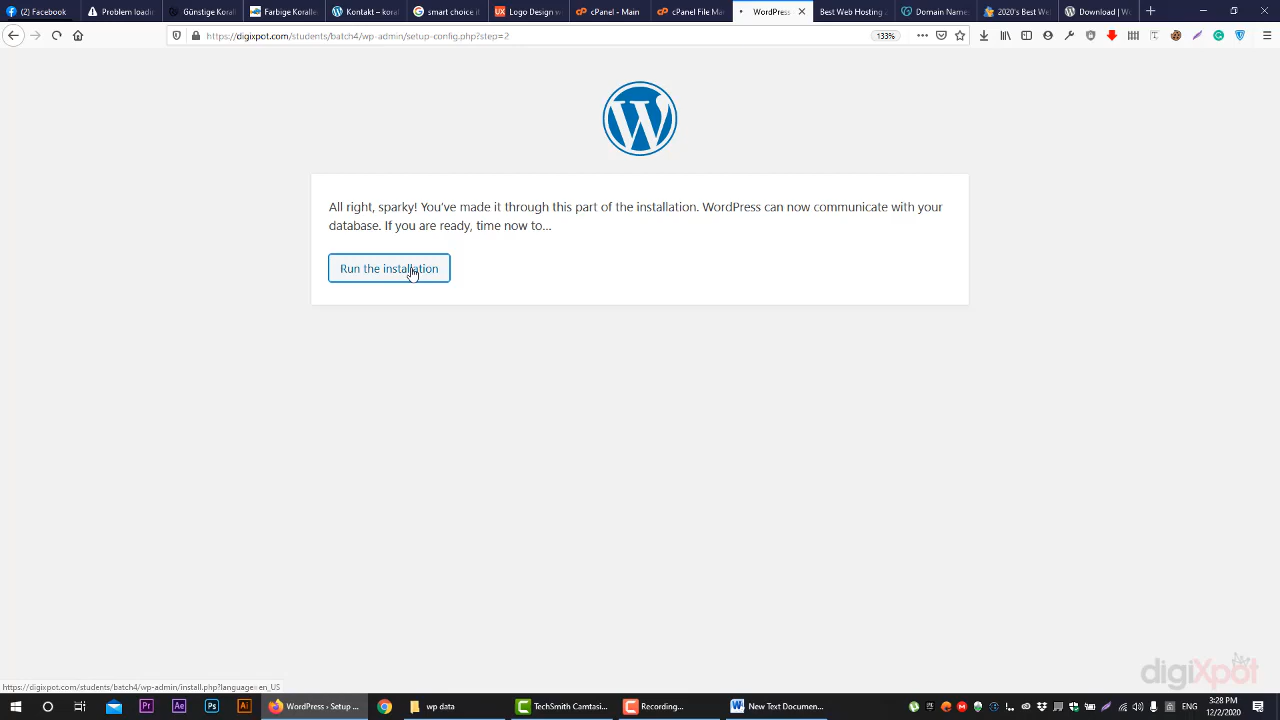 (2) Facebook
Problem loadin
Günstige Korall
Farbige Koralle
Kontakt – koral
smart choice if
Logo Design w
cPanel - Main
cPanel File Ma
WordPress
Best Web Hosting
Domain Name
2020's Best We
Download | Wo
https://digixpot.com/students/batch4/wp-admin/setup-config.php?step=2
133%
All right, sparky! You've made it through this part of the installation. WordPress can now communicate with your
database. If you are ready, time now to…
Run the installation
digiXpot
https://digixpot.com/students/batch4/wp-admin/install.php?language=en_US
WordPress › Setup ...
wp data
TechSmith Camtasi...
Recording...
New Text Documen...
ENG
3:28 PM
12/2/2020